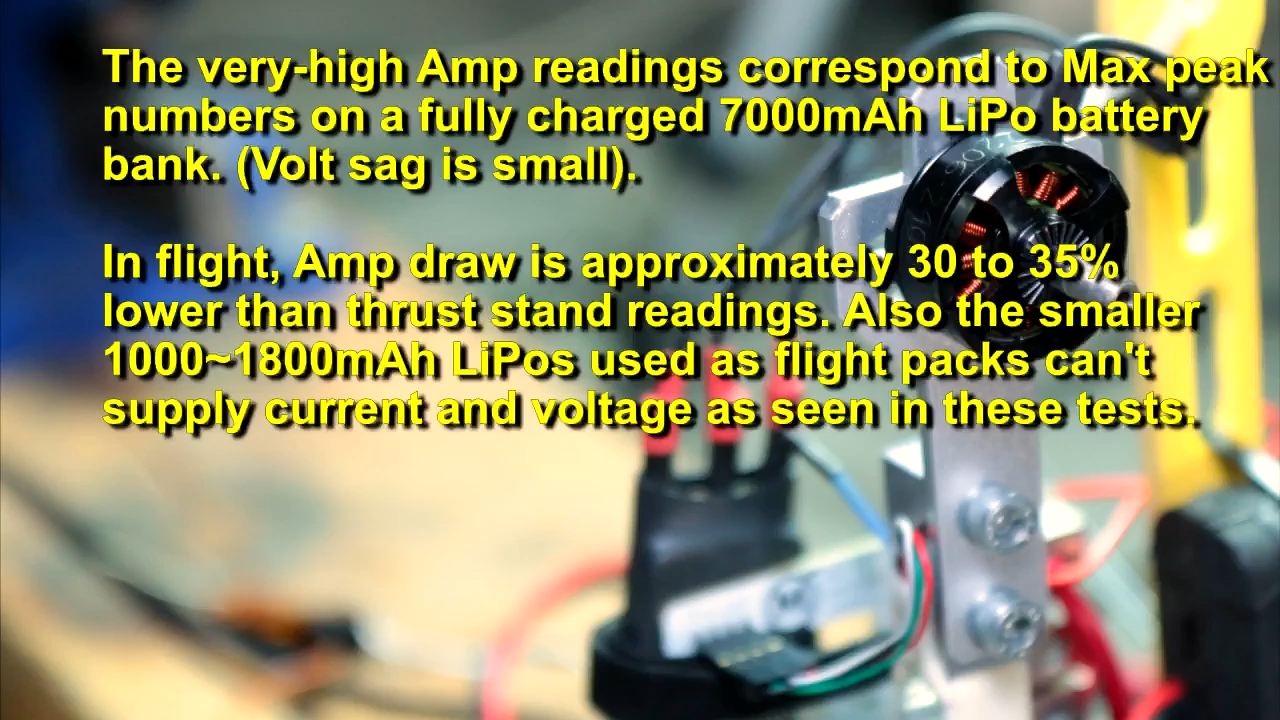 The very-high Amp readings correspond to Max peak
numbers on a fully charged 7000mAh LiPo battery
bank. (Volt sag is small).
In flight, Amp draw is approximately 30 to 35%
lower than thrust stand readings. Also the smaller
1000~1800mAh LiPos used as flight packs can't
supply current and voltage as seen in these tests.